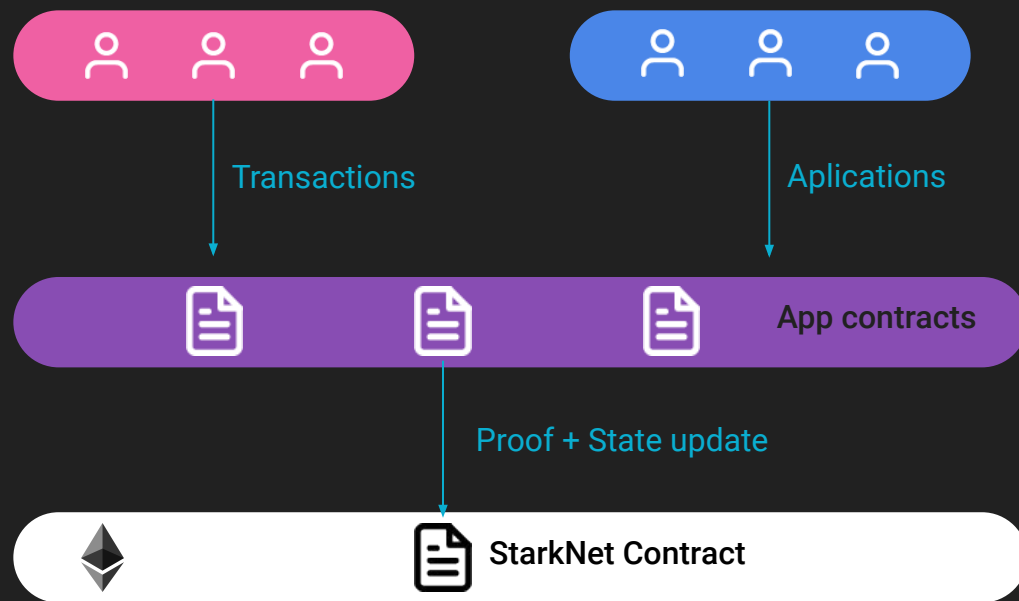 Transactions
Aplications
App contracts
Proof + State update
StarkNet Contract